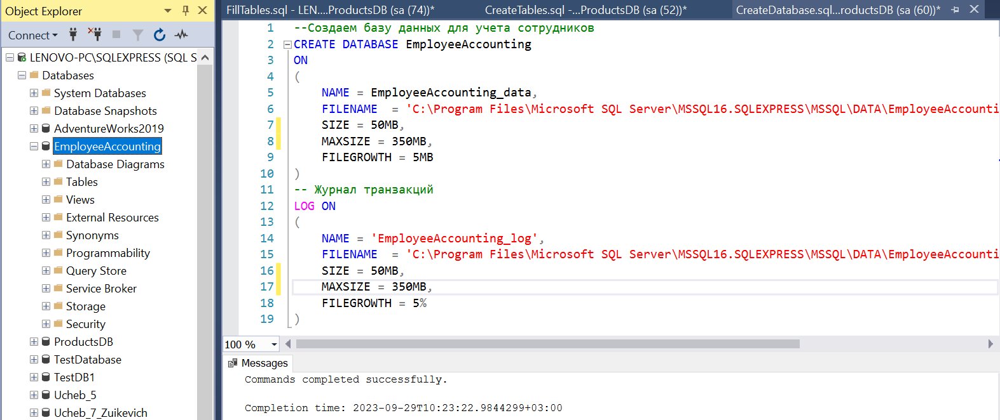 Object Explorer
Connect
LENOVO-PC\SQLEXPRESS (SQL S
Databases
System Databases
Database Snapshots
AdventureWorks2019
EmployeeAccounting
Database Diagrams
Tables
Views
External Resources
Synonyms
Programmability
Query Store
Service Broker
Storage
Security
ProductsDB
TestDatabase
TestDB1
Ucheb_5
Ucheb_7_Zuikevich
FillTables.sql - LEN....ProductsDB (sa (74))* CreateTables.sql -...ProductsDB (sa (52))* CreateDatabase.sql...roductsDB (sa (60))*
1 --Создаем базу данных для учета сотрудников
2 CREATE DATABASE EmployeeAccounting
3 ON
4 (
5 NAME = EmployeeAccounting_data,
6 FILENAME = 'C:\Program Files\Microsoft SQL Server\MSSQL16.SQLEXPRESS\MSSQL\DATA\EmployeeAccounti
7 SIZE = 50MB,
8 MAXSIZE = 350MB,
9 FILEGROWTH = 5MB
10 )
11 -- Журнал транзакций
12 LOG ON
13 (
14 NAME = 'EmployeeAccounting_log',
15 FILENAME = 'C:\Program Files\Microsoft SQL Server\MSSQL16.SQLEXPRESS\MSSQL\DATA\EmployeeAccounti
16 SIZE = 50MB,
17 MAXSIZE = 350MB,
18 FILEGROWTH = 5%
19 )
100 %
Messages
Commands completed successfully.
Completion time: 2023-09-29T10:23:22.9844299+03:00